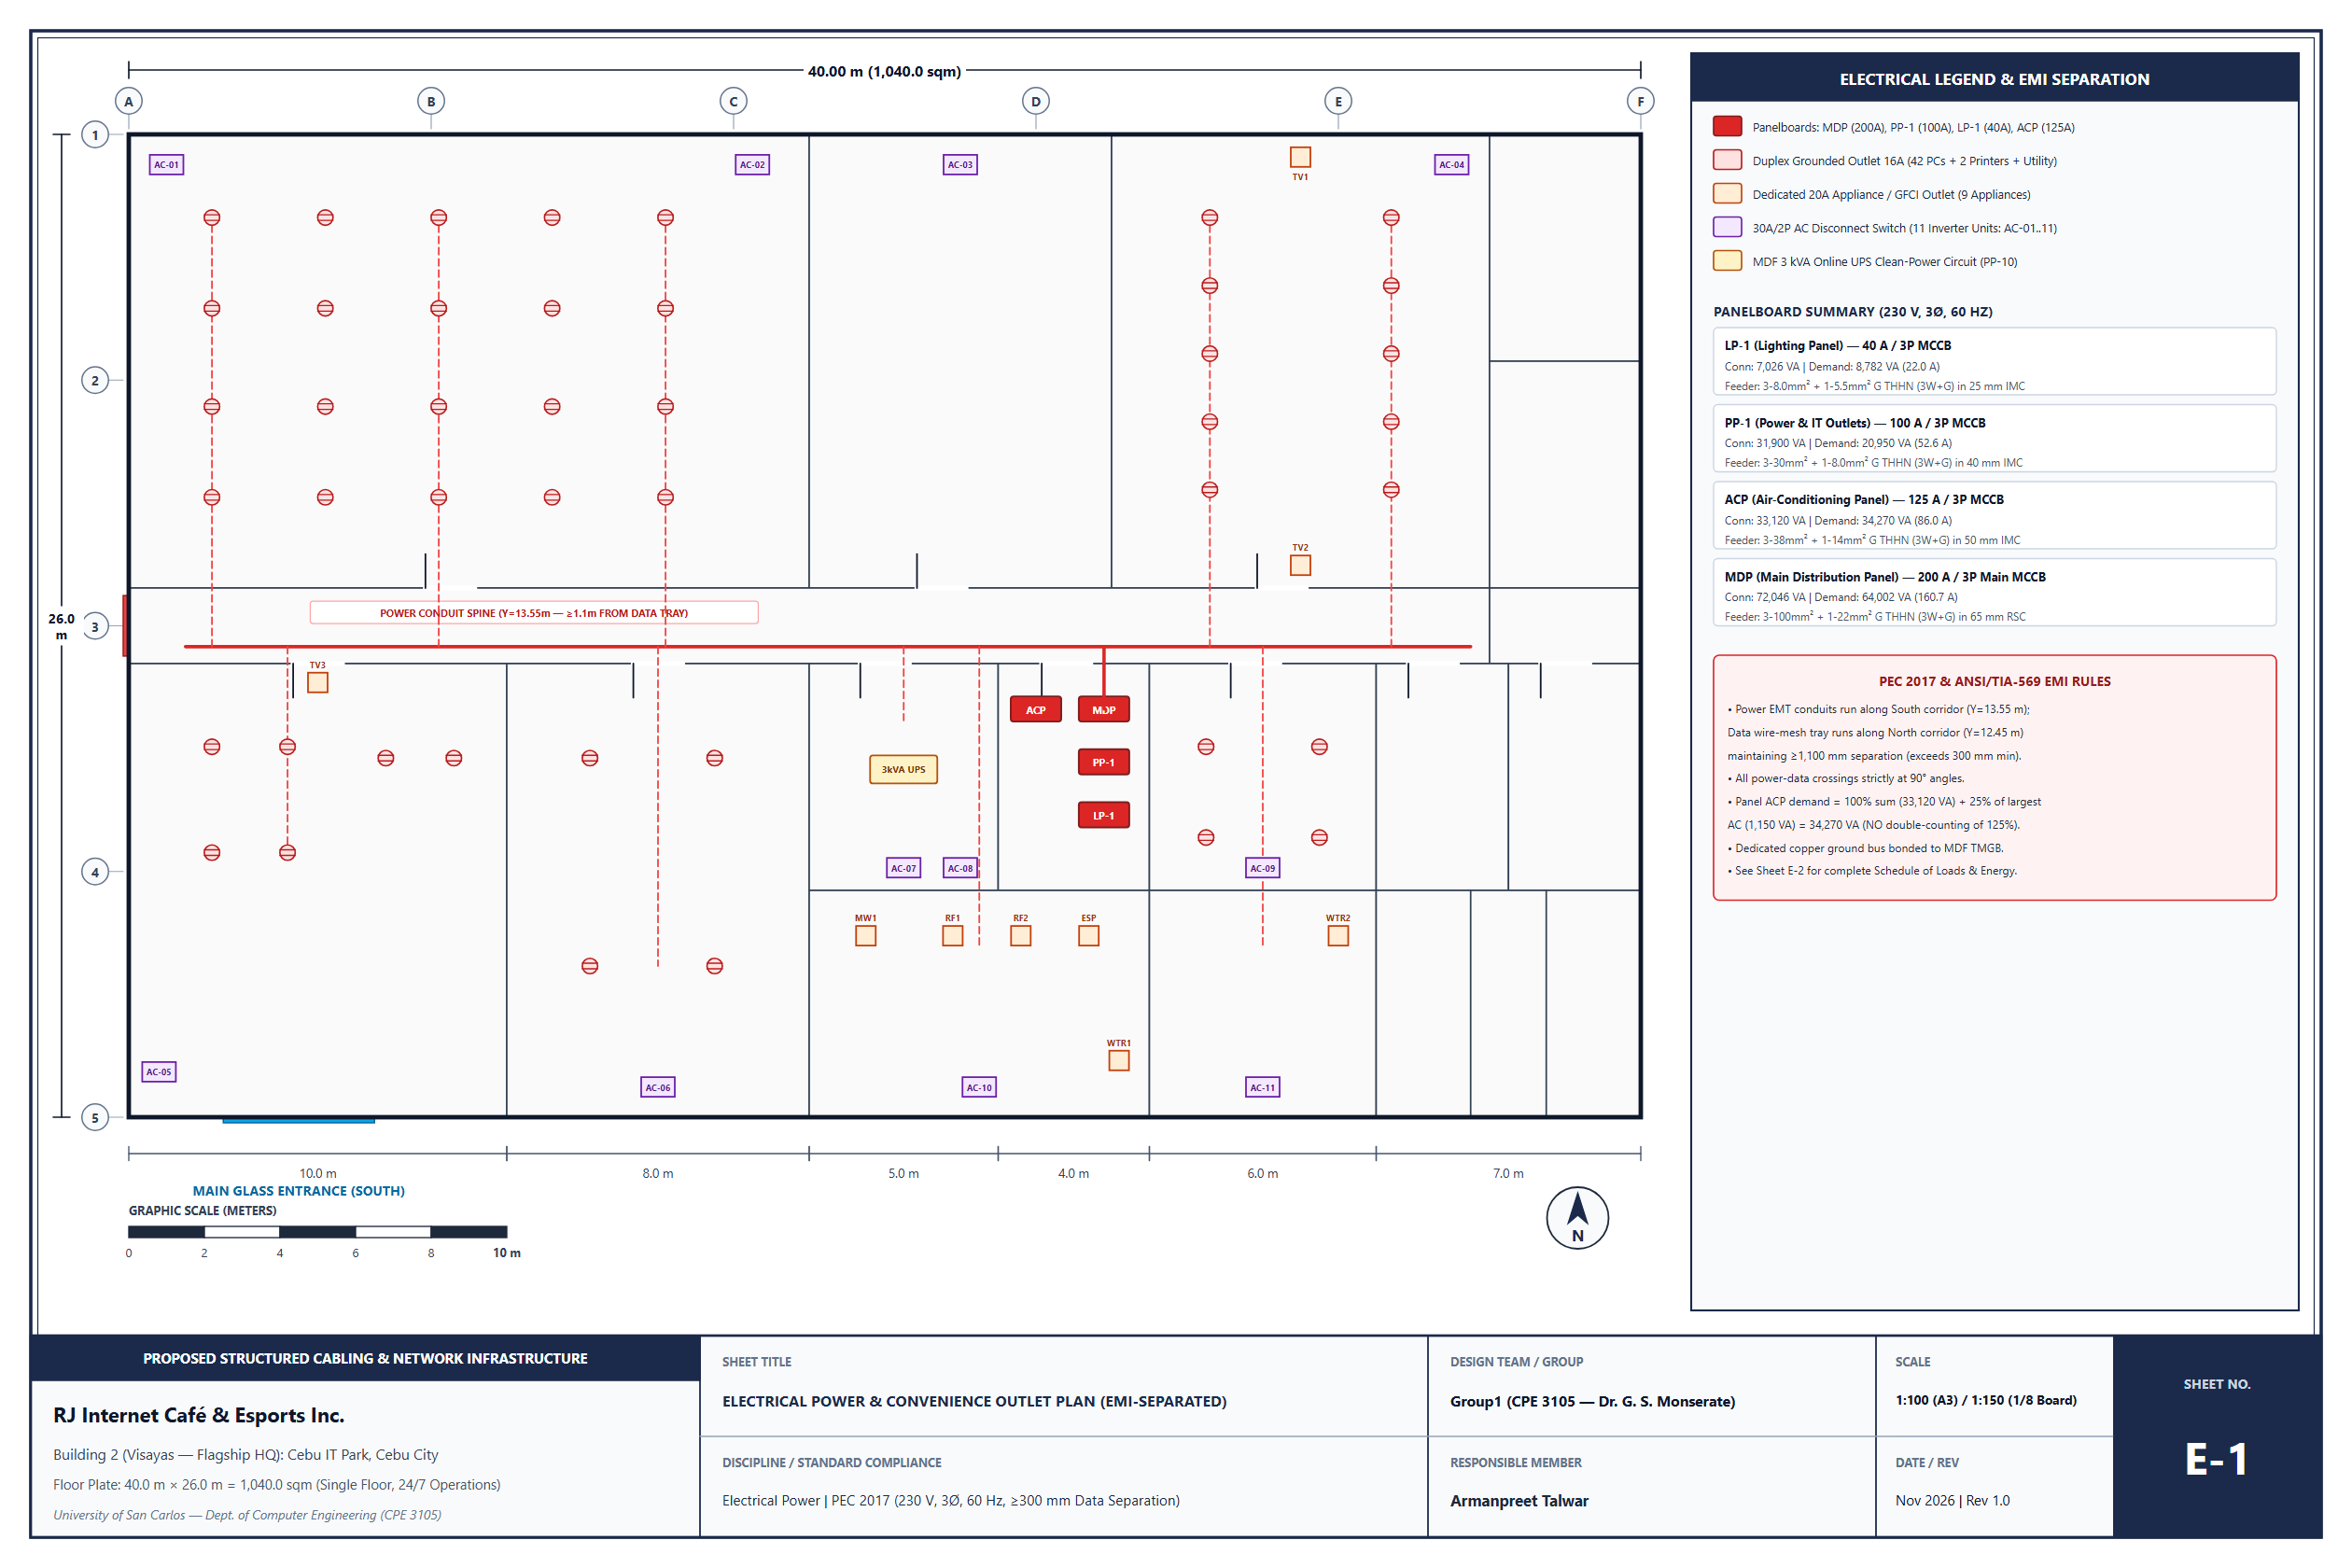 40.00 m (1,040.0 sqm)
A
B
C
D
E
F
1
2
26.0
m
3
4
5
AC-01
AC-02
AC-03
TV1
AC-04
TV2
POWER CONDUIT SPINE (Y=13.55m — ≥1.1m FROM DATA TRAY)
TV3
ACP
MDP
3kVA UPS
PP-1
LP-1
AC-07
AC-08
AC-09
MW1
RF1
RF2
ESP
WTR2
WTR1
AC-05
AC-06
AC-10
AC-11
10.0 m
8.0 m
5.0 m
4.0 m
6.0 m
7.0 m
MAIN GLASS ENTRANCE (SOUTH)
GRAPHIC SCALE (METERS)
0
2
4
6
8
10 m
N
ELECTRICAL LEGEND & EMI SEPARATION
Panelboards: MDP (200A), PP-1 (100A), LP-1 (40A), ACP (125A)
Duplex Grounded Outlet 16A (42 PCs + 2 Printers + Utility)
Dedicated 20A Appliance / GFCI Outlet (9 Appliances)
30A/2P AC Disconnect Switch (11 Inverter Units: AC-01..11)
MDF 3 kVA Online UPS Clean-Power Circuit (PP-10)
PANELBOARD SUMMARY (230 V, 3Ø, 60 HZ)
LP-1 (Lighting Panel) — 40 A / 3P MCCB
Conn: 7,026 VA | Demand: 8,782 VA (22.0 A)
Feeder: 3-8.0mm² + 1-5.5mm² G THHN (3W+G) in 25 mm IMC
PP-1 (Power & IT Outlets) — 100 A / 3P MCCB
Conn: 31,900 VA | Demand: 20,950 VA (52.6 A)
Feeder: 3-30mm² + 1-8.0mm² G THHN (3W+G) in 40 mm IMC
ACP (Air-Conditioning Panel) — 125 A / 3P MCCB
Conn: 33,120 VA | Demand: 34,270 VA (86.0 A)
Feeder: 3-38mm² + 1-14mm² G THHN (3W+G) in 50 mm IMC
MDP (Main Distribution Panel) — 200 A / 3P Main MCCB
Conn: 72,046 VA | Demand: 64,002 VA (160.7 A)
Feeder: 3-100mm² + 1-22mm² G THHN (3W+G) in 65 mm RSC
PEC 2017 & ANSI/TIA-569 EMI RULES
• Power EMT conduits run along South corridor (Y=13.55 m);
Data wire-mesh tray runs along North corridor (Y=12.45 m)
maintaining ≥1,100 mm separation (exceeds 300 mm min).
• All power-data crossings strictly at 90° angles.
• Panel ACP demand = 100% sum (33,120 VA) + 25% of largest
AC (1,150 VA) = 34,270 VA (NO double-counting of 125%).
• Dedicated copper ground bus bonded to MDF TMGB.
• See Sheet E-2 for complete Schedule of Loads & Energy.
PROPOSED STRUCTURED CABLING & NETWORK INFRASTRUCTURE
RJ Internet Café & Esports Inc.
Building 2 (Visayas — Flagship HQ): Cebu IT Park, Cebu City
Floor Plate: 40.0 m × 26.0 m = 1,040.0 sqm (Single Floor, 24/7 Operations)
University of San Carlos — Dept. of Computer Engineering (CPE 3105)
SHEET TITLE
ELECTRICAL POWER & CONVENIENCE OUTLET PLAN (EMI-SEPARATED)
DISCIPLINE / STANDARD COMPLIANCE
Electrical Power | PEC 2017 (230 V, 3Ø, 60 Hz, ≥300 mm Data Separation)
DESIGN TEAM / GROUP
Group1 (CPE 3105 — Dr. G. S. Monserate)
RESPONSIBLE MEMBER
Armanpreet Talwar
SCALE
1:100 (A3) / 1:150 (1/8 Board)
DATE / REV
Nov 2026 | Rev 1.0
SHEET NO.
E-1